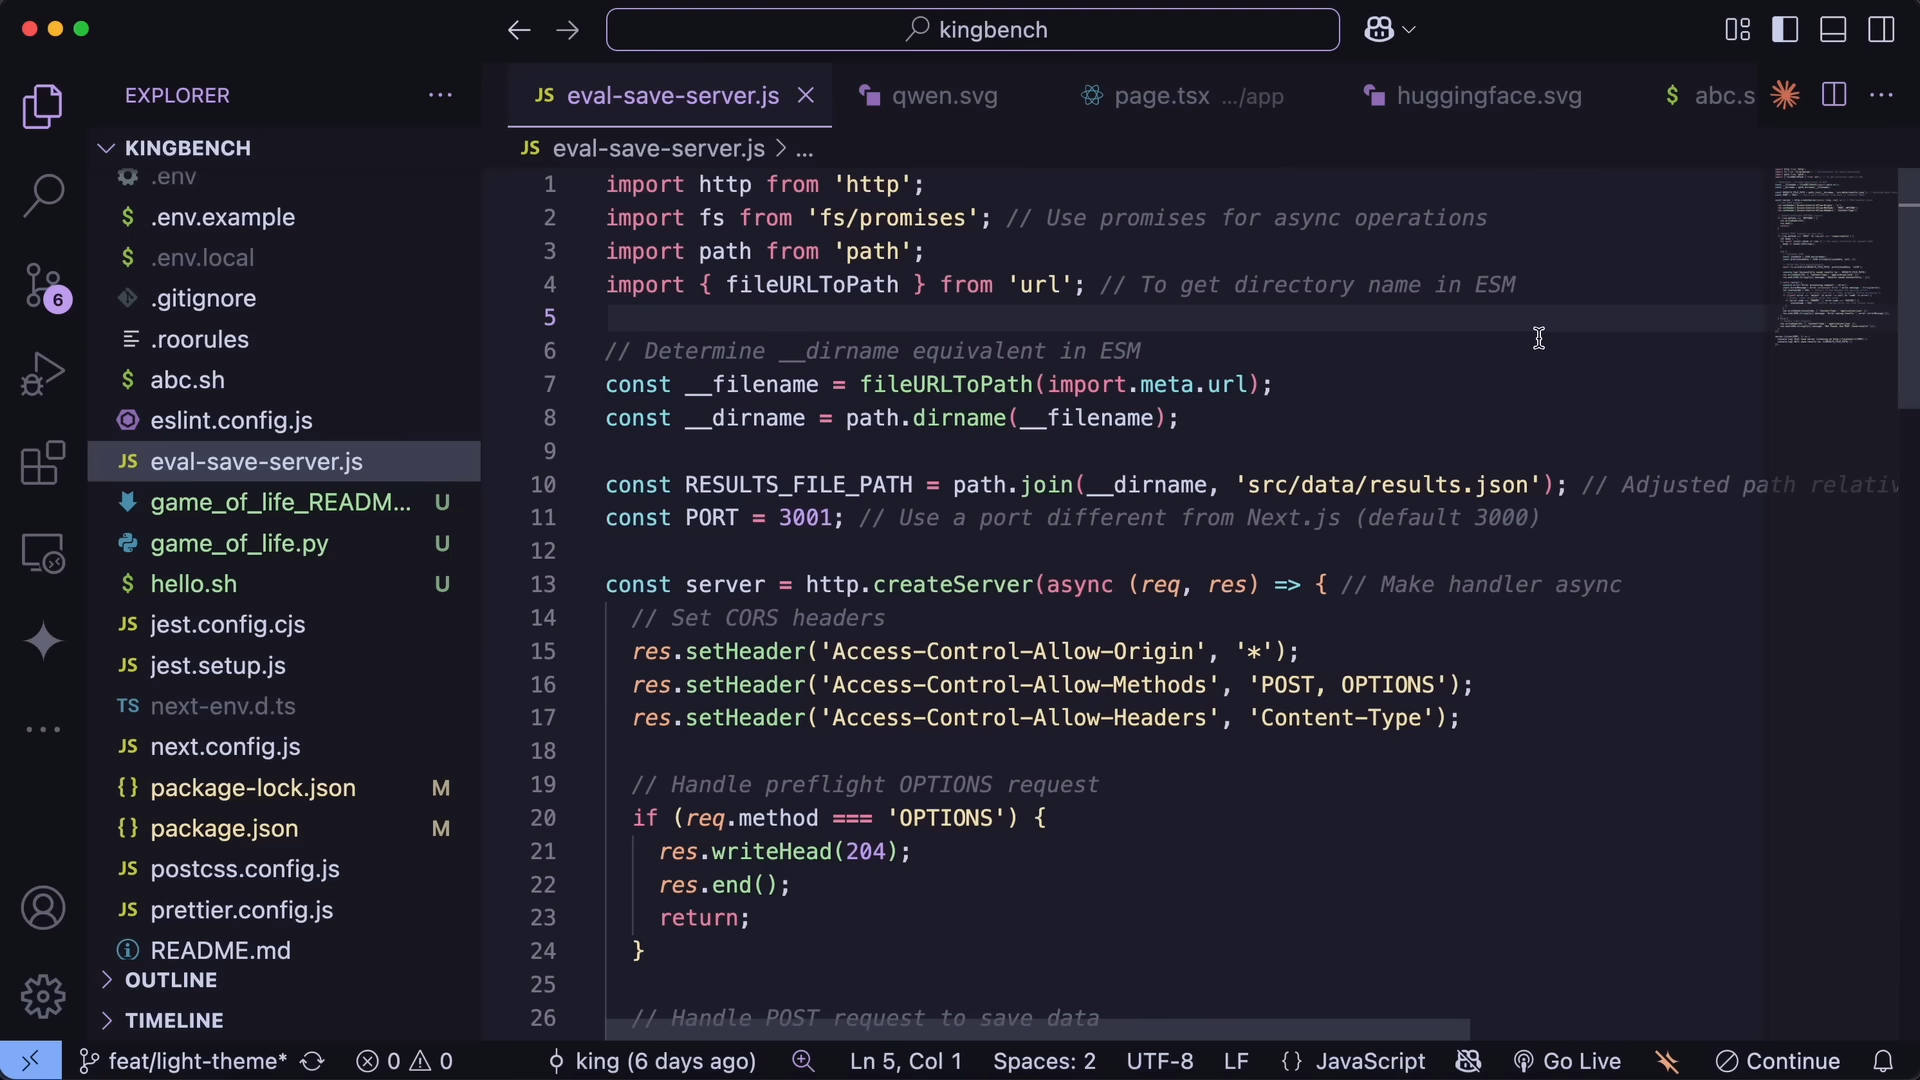 kingbench
EXPLORER
KINGBENCH
.env
$ .env.example
$ .env.local
.gitignore
.roorules
$ abc.sh
eslint.config.js
JS eval-save-server.js
game_of_life_READM... U
game_of_life.py U
$ hello.sh U
JS jest.config.cjs
JS jest.setup.js
TS next-env.d.ts
JS next.config.js
{} package-lock.json M
{} package.json M
JS postcss.config.js
JS prettier.config.js
README.md
OUTLINE
TIMELINE
6
JS eval-save-server.js
qwen.svg
page.tsx .../app
huggingface.svg
$ abc.s
JS eval-save-server.js > ...
1 import http from 'http';
2 import fs from 'fs/promises'; // Use promises for async operations
3 import path from 'path';
4 import { fileURLToPath } from 'url'; // To get directory name in ESM
5
6 // Determine __dirname equivalent in ESM
7 const __filename = fileURLToPath(import.meta.url);
8 const __dirname = path.dirname(__filename);
9
10 const RESULTS_FILE_PATH = path.join(__dirname, 'src/data/results.json'); // Adjusted path relativ
11 const PORT = 3001; // Use a port different from Next.js (default 3000)
12
13 const server = http.createServer(async (req, res) => { // Make handler async
14 // Set CORS headers
15 res.setHeader('Access-Control-Allow-Origin', '*');
16 res.setHeader('Access-Control-Allow-Methods', 'POST, OPTIONS');
17 res.setHeader('Access-Control-Allow-Headers', 'Content-Type');
18
19 // Handle preflight OPTIONS request
20 if (req.method === 'OPTIONS') {
21 res.writeHead(204);
22 res.end();
23 return;
24 }
25
26 // Handle POST request to save data
feat/light-theme* 0 0 king (6 days ago) Ln 5, Col 1 Spaces: 2 UTF-8 LF {} JavaScript Go Live Continue